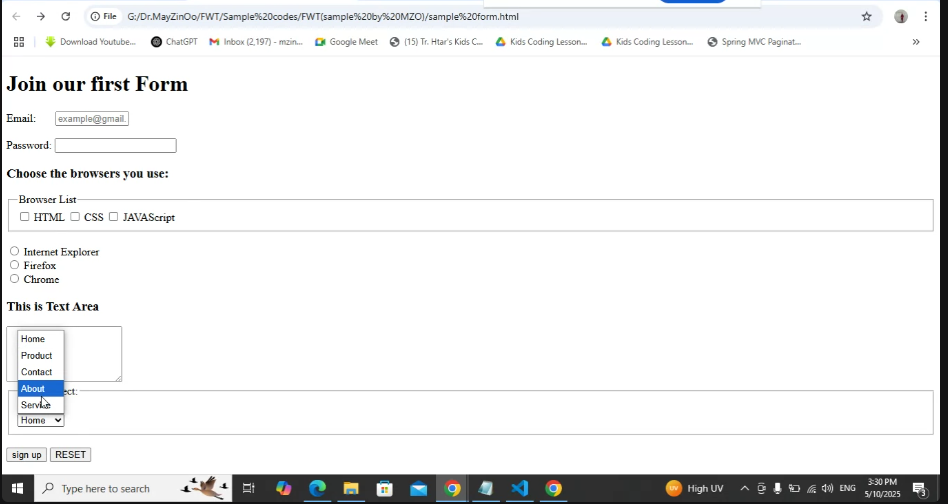 File G:/Dr.MayZinOo/FWT/Sample%20codes/FWT(sample%20by%20MZO)/sample%20form.html
Download Youtube... ChatGPT Inbox (2,197) - mzin... Google Meet (15) Tr. Htar's Kids C... Kids Coding Lesson... Kids Coding Lesson... Spring MVC Paginat... »
Join our first Form
Email: example@gmail.
Password:
Choose the browsers you use:
Browser List
HTML CSS JAVAScript
Internet Explorer
Firefox
Chrome
This is Text Area
Home
Product
Contact
About
ect:
Service
Home
sign up RESET
Type here to search
High UV ENG 3:30 PM
5/10/2025 3